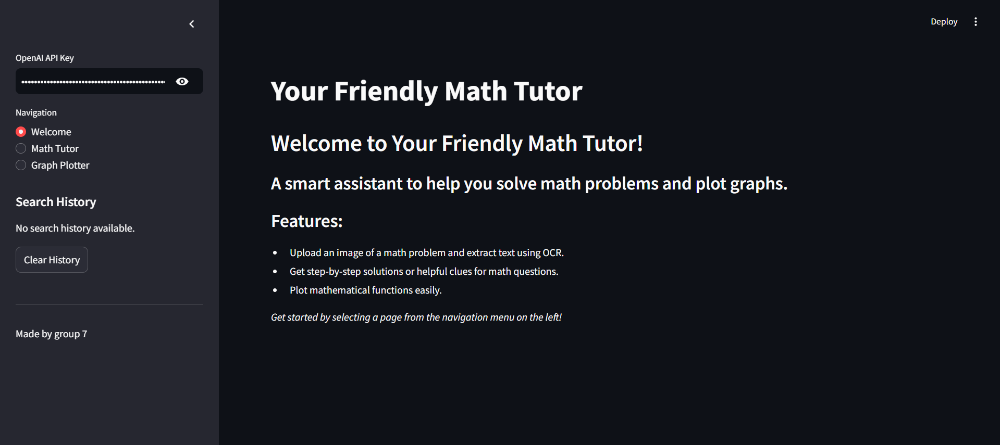 OpenAI API Key
Navigation
Welcome
Math Tutor
Graph Plotter
Search History
No search history available.
Clear History
Made by group 7
Deploy
Your Friendly Math Tutor
Welcome to Your Friendly Math Tutor!
A smart assistant to help you solve math problems and plot graphs.
Features:
Upload an image of a math problem and extract text using OCR.
Get step-by-step solutions or helpful clues for math questions.
Plot mathematical functions easily.
Get started by selecting a page from the navigation menu on the left!